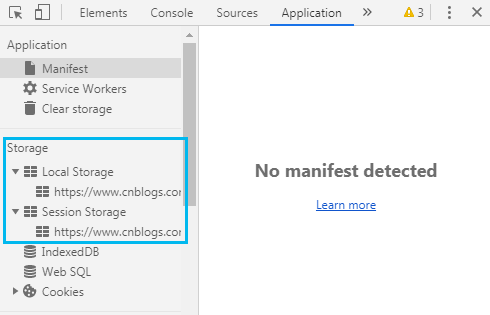 Elements Console Sources Application 3
Application
Manifest
Service Workers
Clear storage
Storage
Local Storage
https://www.cnblogs.cor
Session Storage
https://www.cnblogs.cor
IndexedDB
Web SQL
Cookies
No manifest detected
Learn more